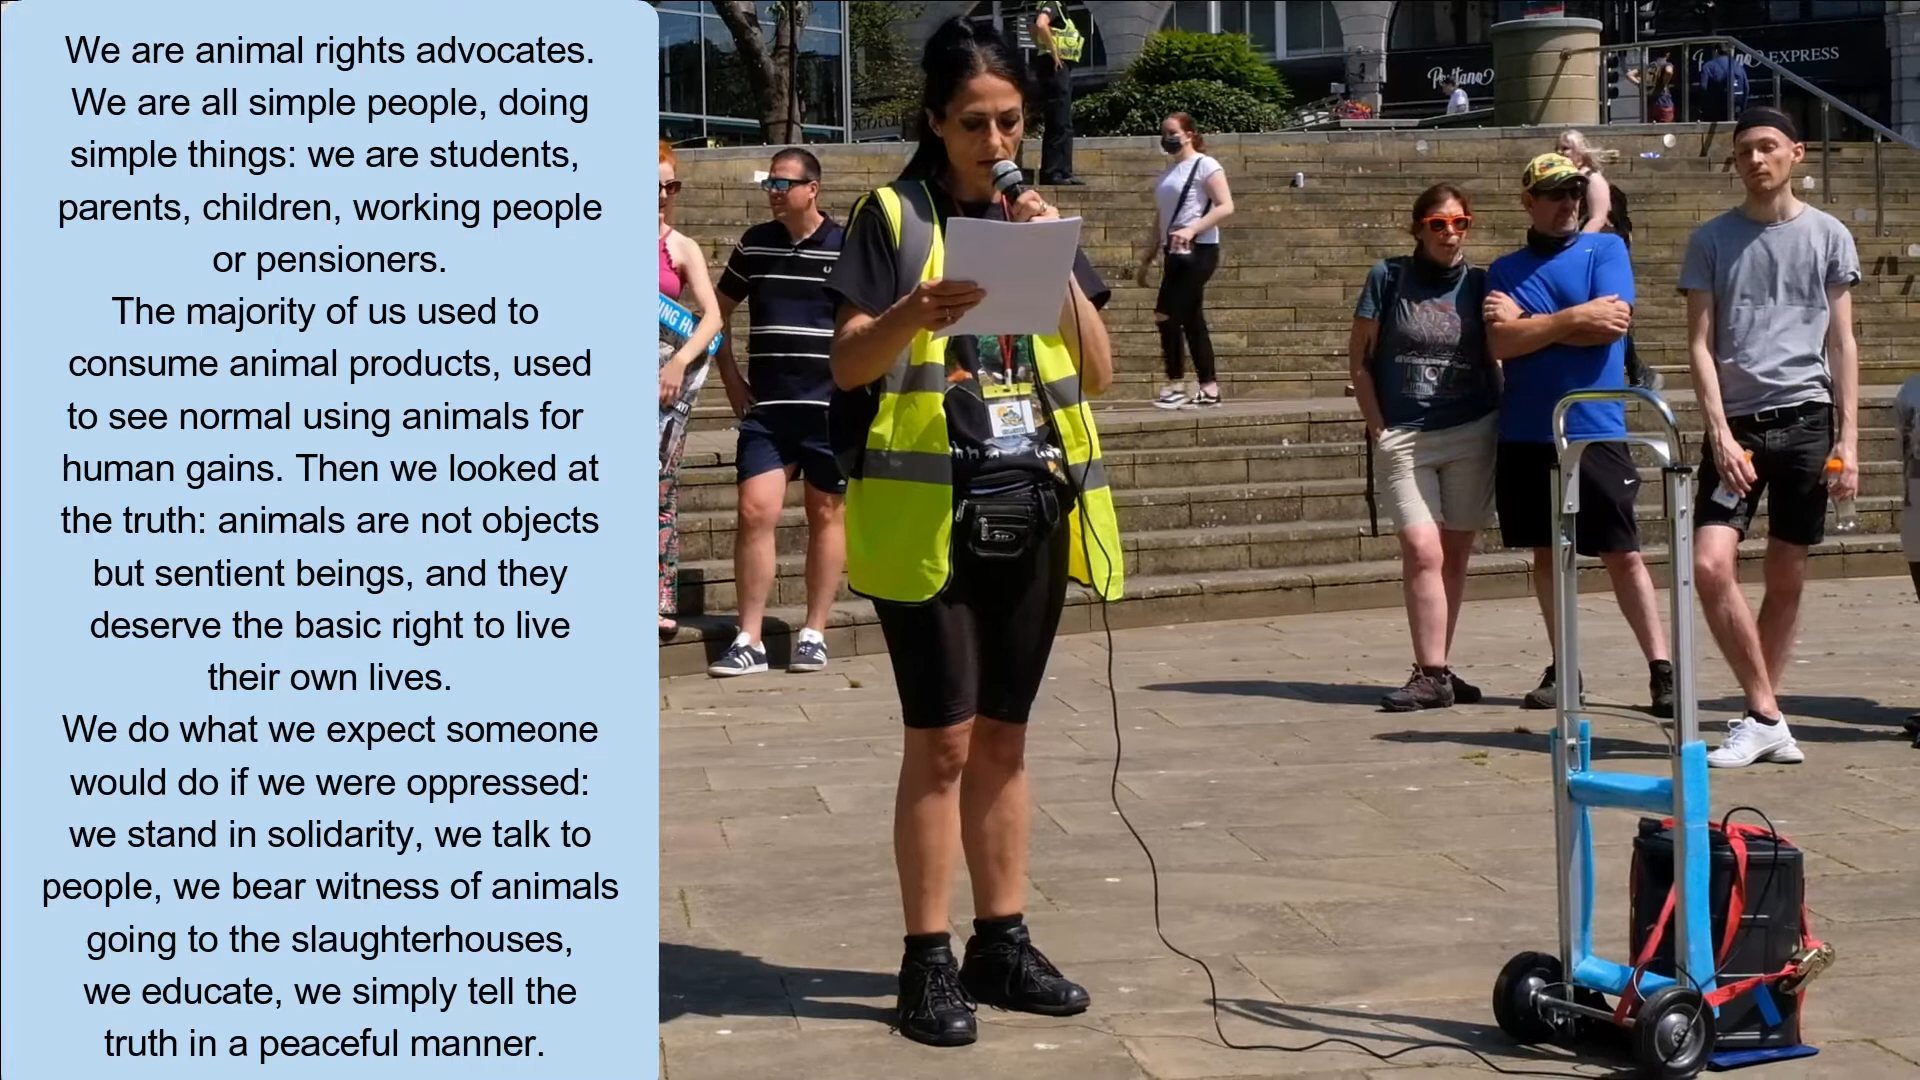 We are animal rights advocates.
We are all simple people, doing
simple things: we are students,
parents, children, working people
or pensioners.
The majority of us used to
consume animal products, used
to see normal using animals for
human gains. Then we looked at
the truth: animals are not objects
but sentient beings, and they
deserve the basic right to live
their own lives.
We do what we expect someone
would do if we were oppressed:
we stand in solidarity, we talk to
people, we bear witness of animals
going to the slaughterhouses,
we educate, we simply tell the
truth in a peaceful manner.
Portano
EXPRESS